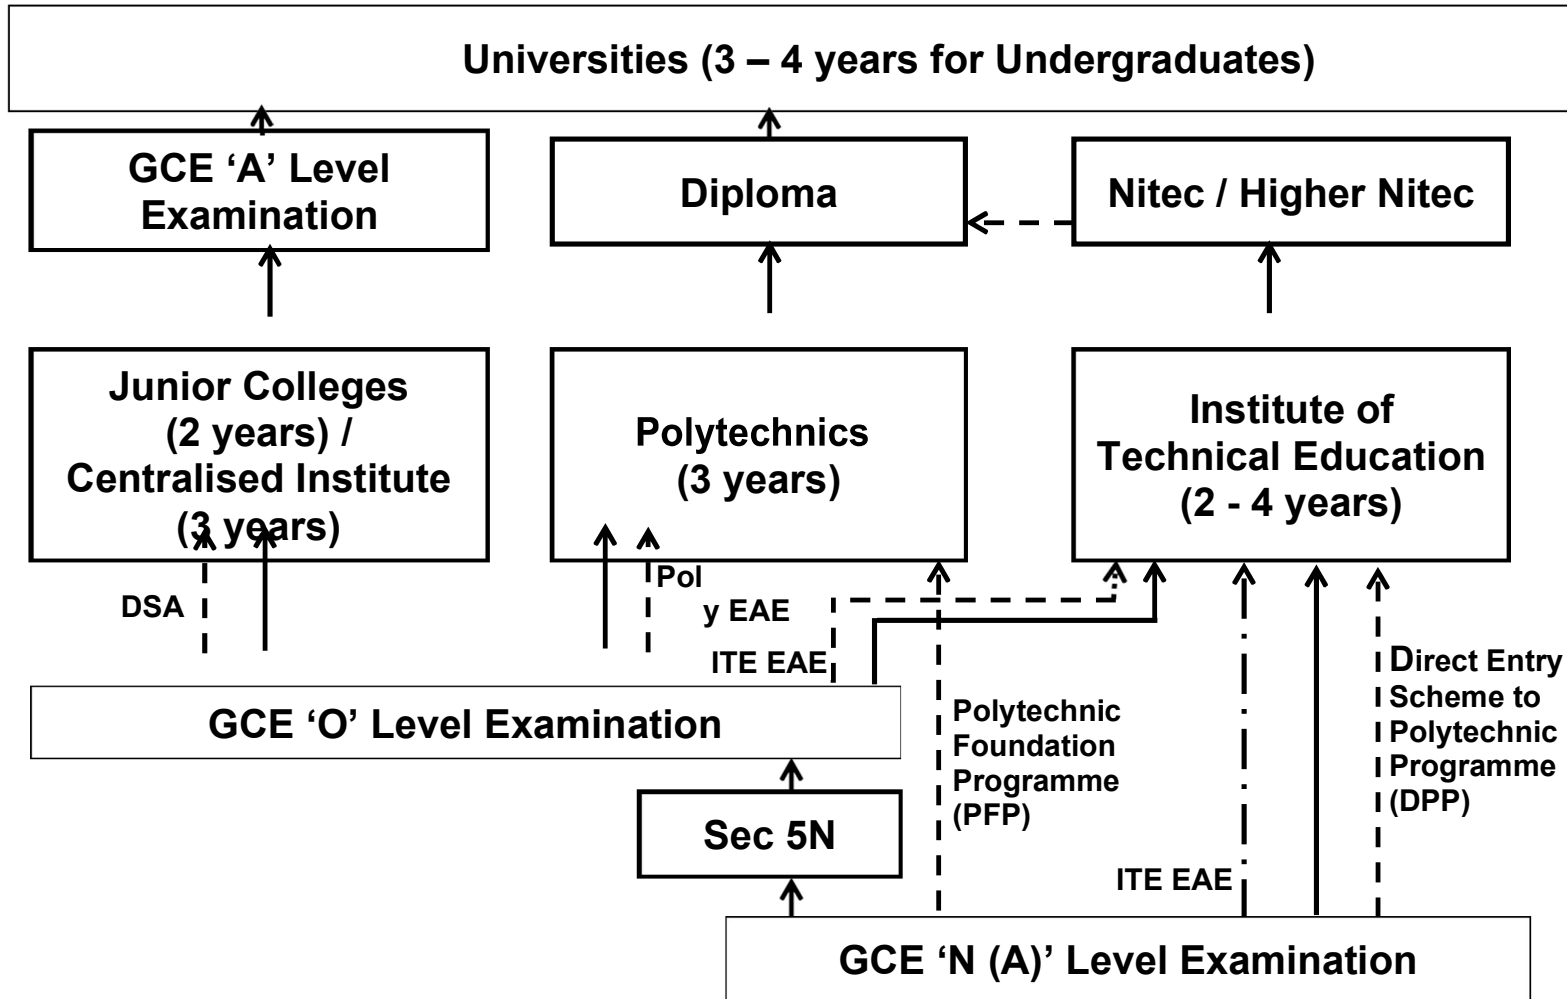 Universities (3 – 4 years for Undergraduates)
GCE ‘A’ Level
Examination
Diploma
Nitec / Higher Nitec
Junior Colleges
(2 years) /
Centralised Institute
(3 years)
Polytechnics
(3 years)
Institute of
Technical Education
(2 - 4 years)
DSA
Pol
y EAE
ITE EAE
GCE ‘O’ Level Examination
Polytechnic
Foundation
Programme
(PFP)
Direct Entry
Scheme to
Polytechnic
Programme
(DPP)
Sec 5N
ITE EAE
GCE ‘N (A)’ Level Examination